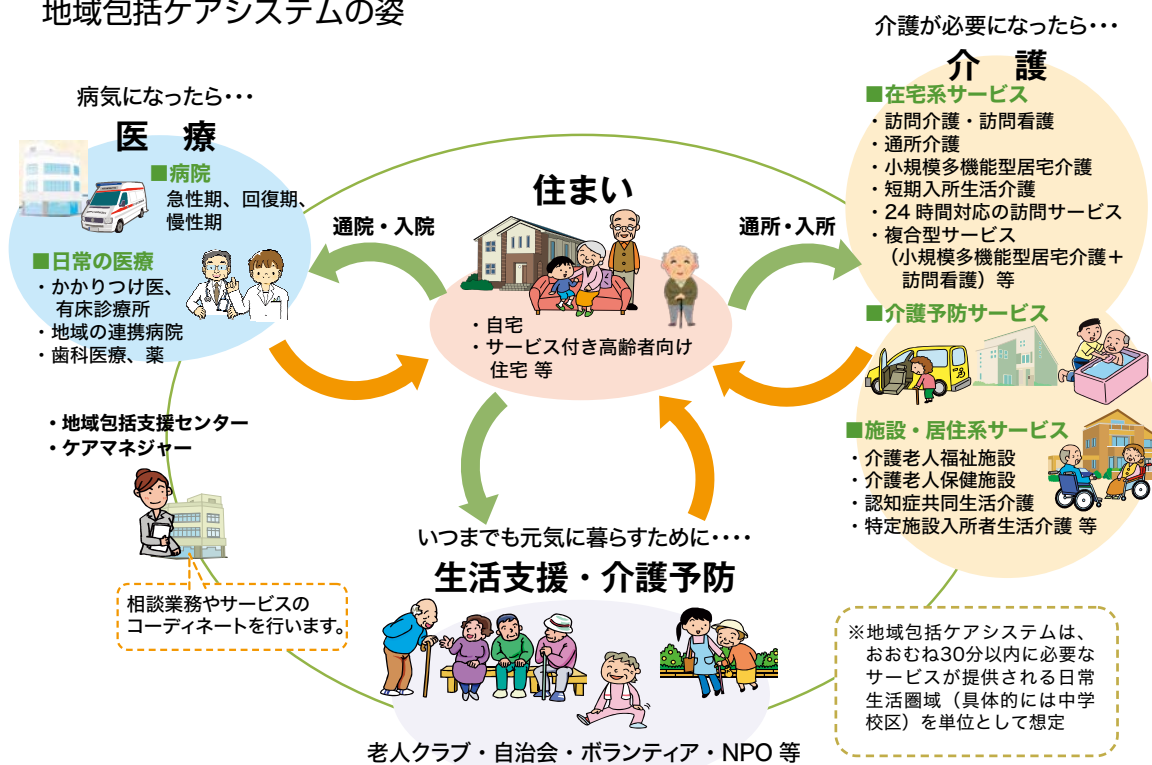 地域包括ケアシステムの姿
病気になったら･･･
医　療
■病院
急性期、回復期、
慢性期
■日常の医療
・かかりつけ医、
有床診療所
・地域の連携病院
・歯科医療、薬
通院・入院
住まい
・自宅
・サービス付き高齢者向け
住宅 等
通所・入所
介護が必要になったら･･･
介　護
■在宅系サービス
・訪問介護・訪問看護
・通所介護
・小規模多機能型居宅介護
・短期入所生活介護
・24 時間対応の訪問サービス
・複合型サービス
（小規模多機能型居宅介護＋
訪問看護）等
■介護予防サービス
■施設・居住系サービス
・介護老人福祉施設
・介護老人保健施設
・認知症共同生活介護
・特定施設入所者生活介護 等
・地域包括支援センター
・ケアマネジャー
相談業務やサービスの
コーディネートを行います。
いつまでも元気に暮らすために････
生活支援・介護予防
老人クラブ・自治会・ボランティア・NPO 等
※地域包括ケアシステムは、
おおむね30分以内に必要な
サービスが提供される日常
生活圏域（具体的には中学
校区）を単位として想定